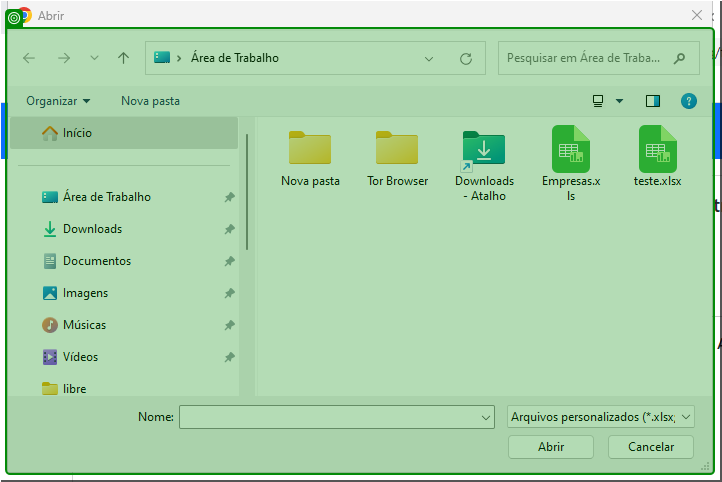 Abrir
Área de Trabalho
Pesquisar em Área de Traba...
Organizar
Nova pasta
Início
Área de Trabalho
Downloads
Documentos
Imagens
Músicas
Vídeos
libre
Nova pasta
Tor Browser
Downloads
- Atalho
Empresas.x
ls
teste.xlsx
Nome:
Arquivos personalizados (*.xlsx;
Abrir
Cancelar